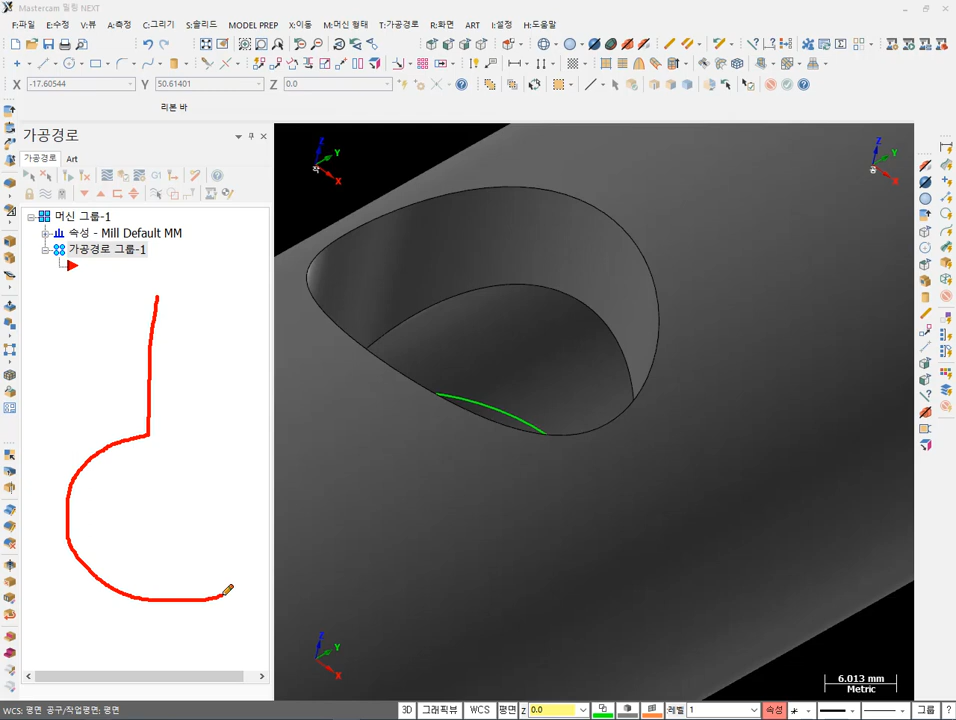 Mastercam 밀링 NEXT
F:파일 E:수정 V:뷰 A:측정 C:그리기 S:솔리드 MODEL PREP X:이동 M:머신 형태 T:가공경로 R:화면 ART I:설정 H:도움말
X -17.60544 Y 50.61401 Z 0.0
리본 바
가공경로
가공경로 Art
G1
머신 그룹-1
속성 - Mill Default MM
가공경로 그룹-1
Z Y X
Z Y X
Z Y X
6.013 mm
Metric
WCS: 평면 공구/작업평면: 평면 3D 그래픽뷰 WCS 평면 Z 0.0 레벨 1 속성 그룹 ?